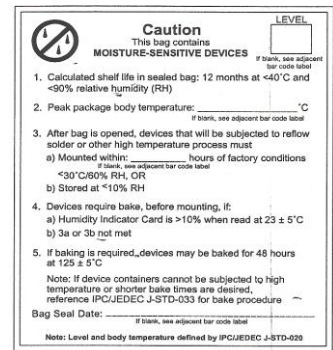 LEVEL
Caution
This bag contains
MOISTURE-SENSITIVE DEVICES
If blank, see adjacent
bar code label
1. Calculated shelf life in sealed bag: 12 months at <40°C and
<90% relative humidity (RH)
2. Peak package body temperature: ____________ °C
If blank, see adjacent bar code label
3. After bag is opened, devices that will be subjected to reflow
solder or other high temperature process must
a) Mounted within: ________ hours of factory conditions
If blank, see adjacent bar code label
<30°C/60% RH, OR
b) Stored at <10% RH
4. Devices require bake, before mounting, if:
a) Humidity Indicator Card is >10% when read at 23 ± 5°C
b) 3a or 3b not met
5. If baking is required, devices may be baked for 48 hours
at 125 ± 5°C
Note: If device containers cannot be subjected to high
temperature or shorter bake times are desired,
reference IPC/JEDEC J-STD-033 for bake procedure
Bag Seal Date: ____________
If blank, see adjacent bar code label
Note: Level and body temperature defined by IPC/JEDEC J-STD-020